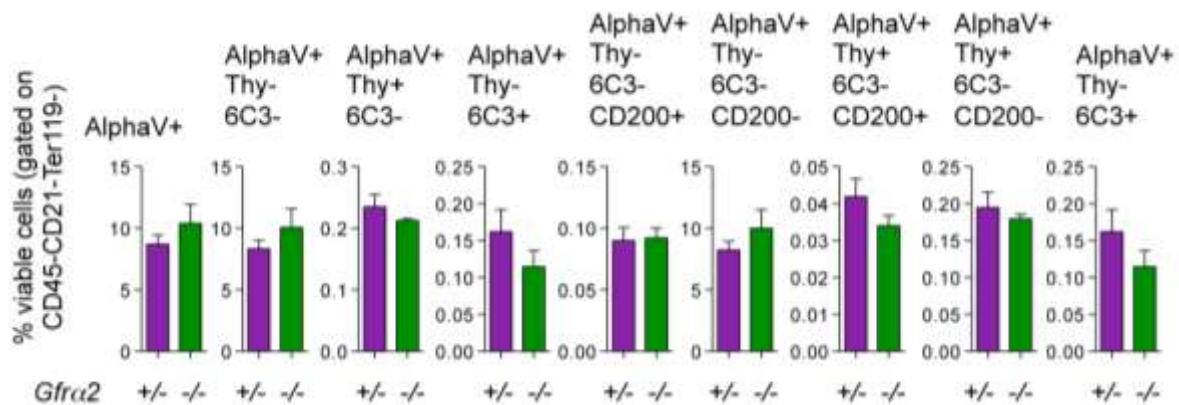 % viable cells (gated on
CD45-CD21-Ter119-)
AlphaV+
15
10
5
0
AlphaV+
Thy-
6C3-
15
10
5
0
AlphaV+
Thy+
6C3-
0.3
0.2
0.1
0.0
AlphaV+
Thy-
6C3+
0.25
0.20
0.15
0.10
0.05
0.00
AlphaV+
Thy-
6C3-
CD200+
0.15
0.10
0.05
0.00
AlphaV+
Thy-
6C3-
CD200-
15
10
5
0
AlphaV+
Thy+
6C3-
CD200+
0.05
0.04
0.03
0.02
0.01
0.00
AlphaV+
Thy+
6C3-
CD200-
0.25
0.20
0.15
0.10
0.05
0.00
AlphaV+
Thy-
6C3+
0.25
0.20
0.15
0.10
0.05
0.00
Gfrα2 +/- -/- +/- -/- +/- -/- +/- -/- +/- -/- +/- -/- +/- -/- +/- -/- +/- -/-